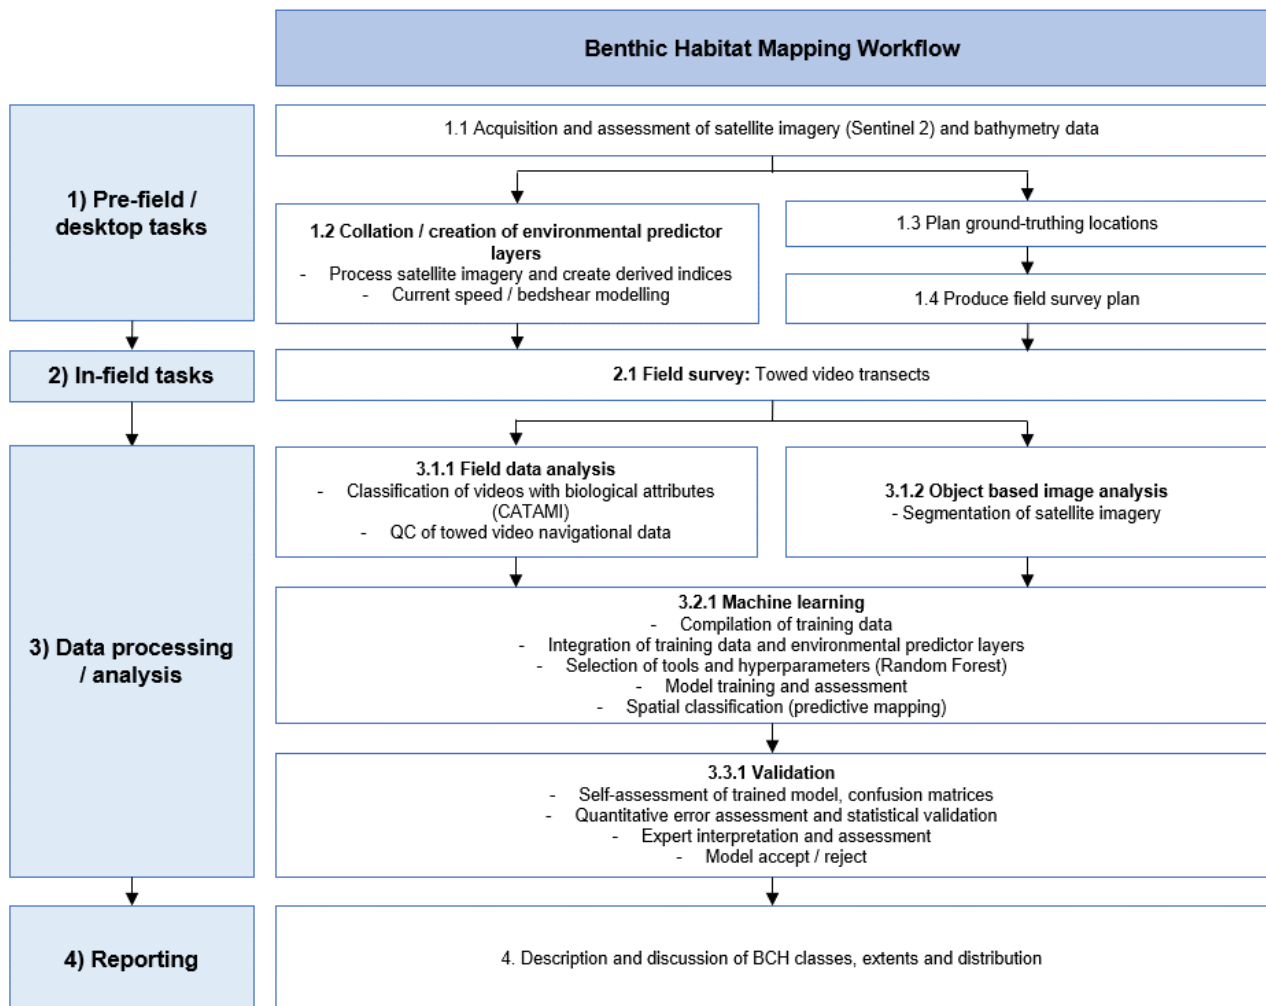 Benthic Habitat Mapping Workflow
1) Pre-field /
desktop tasks
1.1 Acquisition and assessment of satellite imagery (Sentinel 2) and bathymetry data
1.2 Collation / creation of environmental predictor
layers
- Process satellite imagery and create derived indices
- Current speed / bedshear modelling
1.3 Plan ground-truthing locations
1.4 Produce field survey plan
2) In-field tasks
2.1 Field survey: Towed video transects
3) Data processing
/ analysis
3.1.1 Field data analysis
- Classification of videos with biological attributes
(CATAMI)
- QC of towed video navigational data
3.1.2 Object based image analysis
- Segmentation of satellite imagery
3.2.1 Machine learning
- Compilation of training data
- Integration of training data and environmental predictor layers
- Selection of tools and hyperparameters (Random Forest)
- Model training and assessment
- Spatial classification (predictive mapping)
3.3.1 Validation
- Self-assessment of trained model, confusion matrices
- Quantitative error assessment and statistical validation
- Expert interpretation and assessment
- Model accept / reject
4) Reporting
4. Description and discussion of BCH classes, extents and distribution